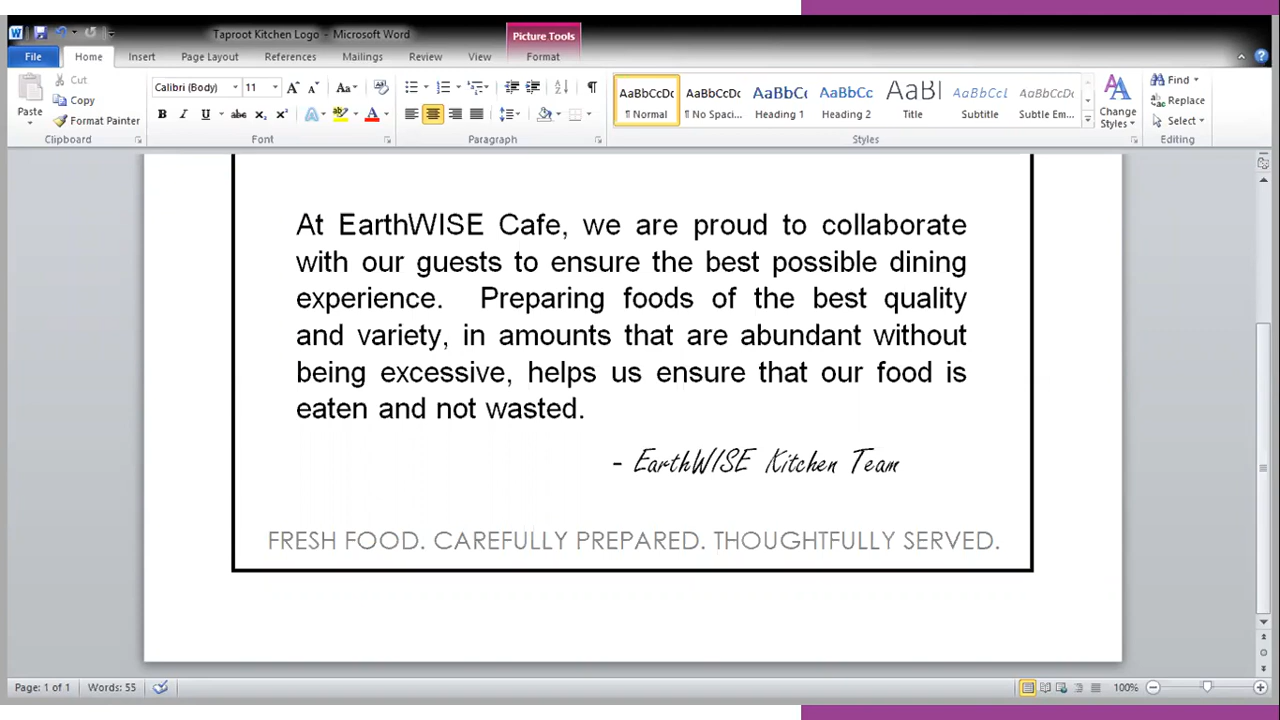 Taproot Kitchen Logo - Microsoft Word
Picture Tools
File Home Insert Page Layout References Mailings Review View Format
Paste
Cut
Copy
Format Painter
Clipboard
Calibri (Body) 11
Font
Paragraph
AaBbCcDc AaBbCcDc AaBbCc AaBbCc AaBl AaBbCcl AaBbCcDc
¶ Normal ¶ No Spaci... Heading 1 Heading 2 Title Subtitle Subtle Em...
Change Styles
Styles
Find
Replace
Select
Editing
At EarthWISE Cafe, we are proud to collaborate
with our guests to ensure the best possible dining
experience. Preparing foods of the best quality
and variety, in amounts that are abundant without
being excessive, helps us ensure that our food is
eaten and not wasted.
- EarthWISE Kitchen Team
FRESH FOOD. CAREFULLY PREPARED. THOUGHTFULLY SERVED.
Page: 1 of 1 Words: 55 100%